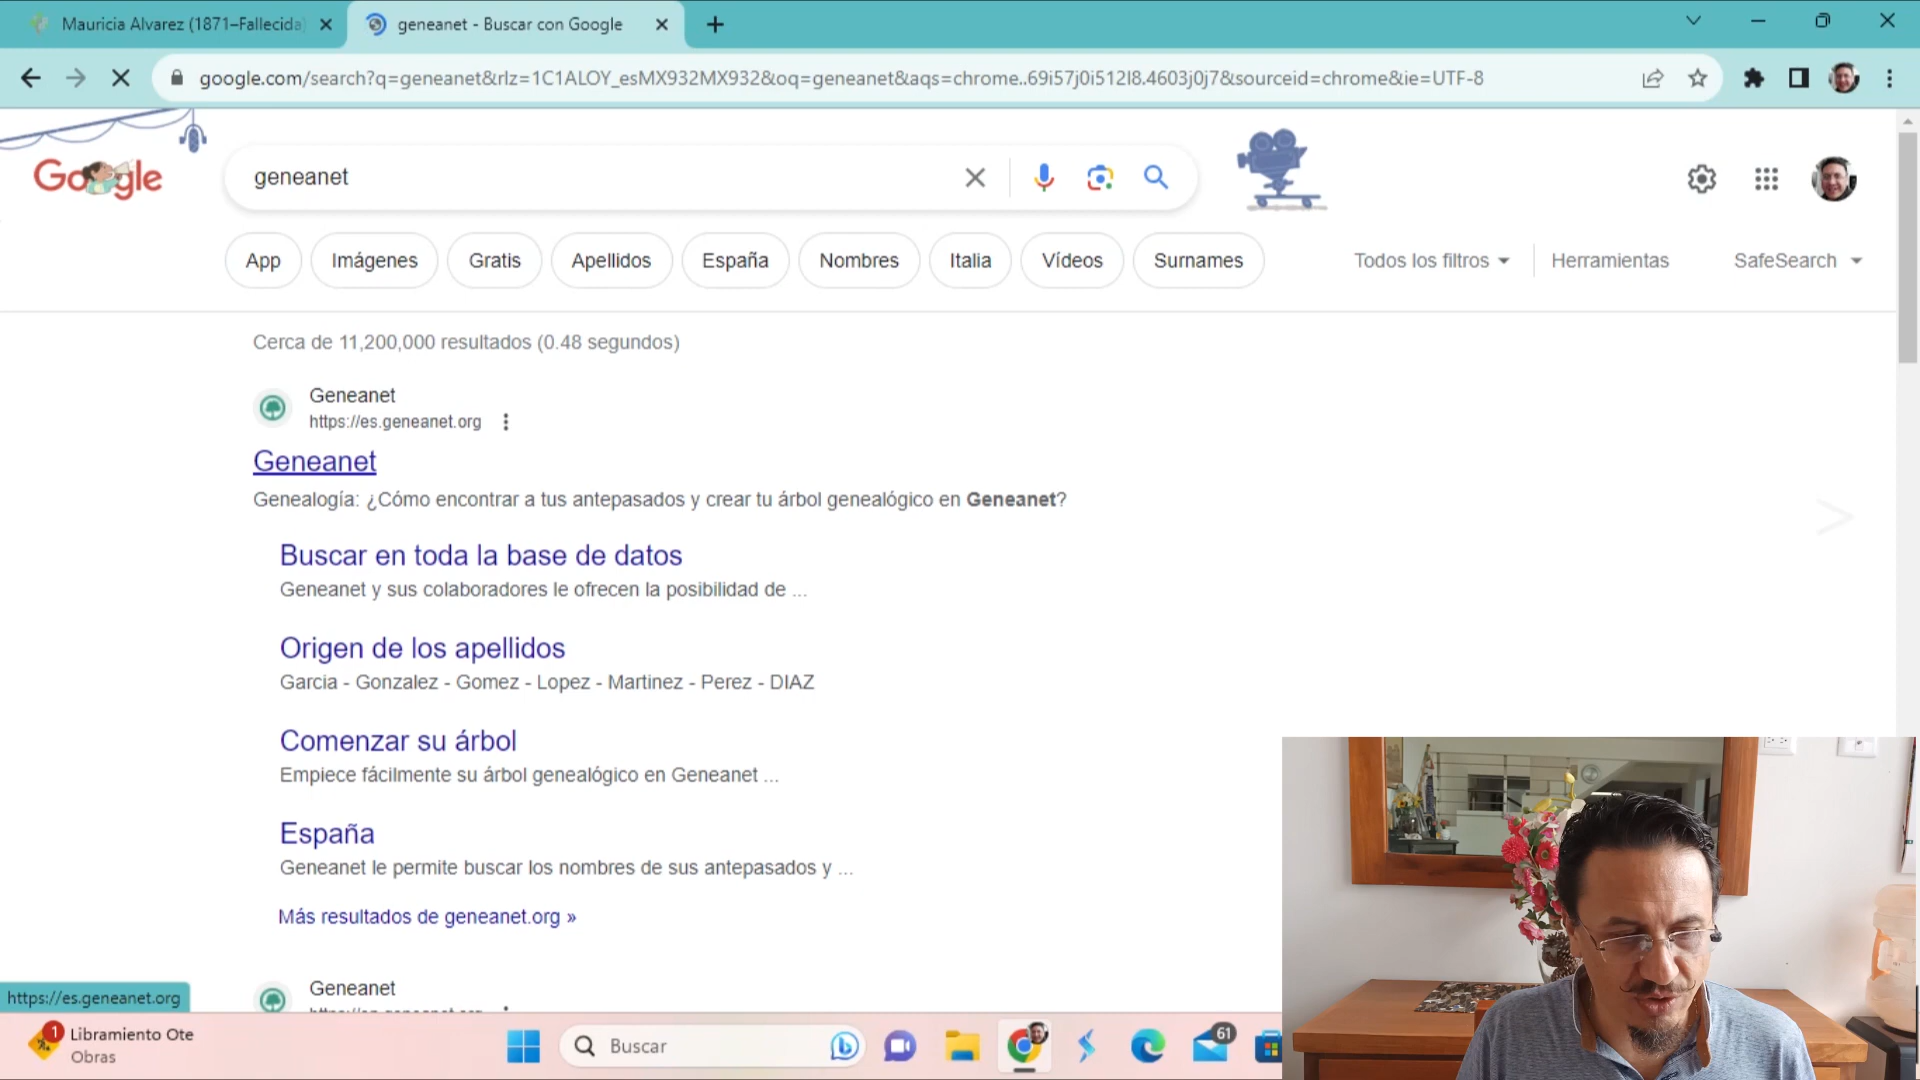 Mauricia Alvarez (1871–Fallecida)
geneanet - Buscar con Google
google.com/search?q=geneanet&rlz=1C1ALOY_esMX932MX932&oq=geneanet&aqs=chrome..69i57j0i512l8.4603j0j7&sourceid=chrome&ie=UTF-8
Google
geneanet
App
Imágenes
Gratis
Apellidos
España
Nombres
Italia
Vídeos
Surnames
Todos los filtros
Herramientas
SafeSearch
Cerca de 11,200,000 resultados (0.48 segundos)
Geneanet
https://es.geneanet.org
Geneanet
Genealogía: ¿Cómo encontrar a tus antepasados y crear tu árbol genealógico en Geneanet?
Buscar en toda la base de datos
Geneanet y sus colaboradores le ofrecen la posibilidad de ...
Origen de los apellidos
Garcia - Gonzalez - Gomez - Lopez - Martinez - Perez - DIAZ
Comenzar su árbol
Empiece fácilmente su árbol genealógico en Geneanet ...
España
Geneanet le permite buscar los nombres de sus antepasados y ...
Más resultados de geneanet.org »
Geneanet
https://es.geneanet.org
1
Libramiento Ote
Obras
Buscar
61